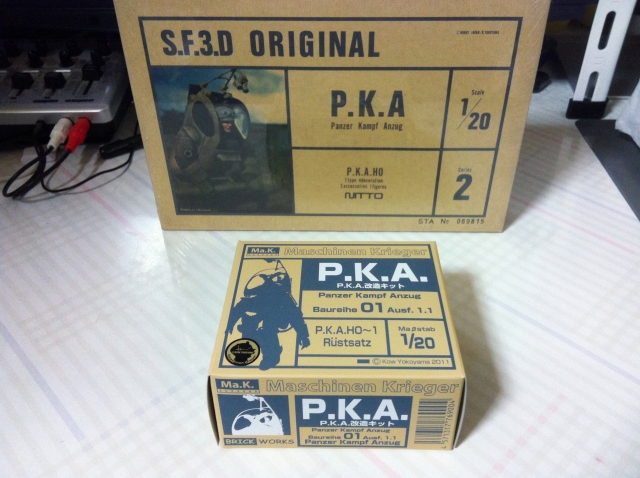 S.F.3.D ORIGINAL
P.K.A
Panzer Kampf Anzug
Scale
1/20
P.K.A.HO
NITTO
Series
2
STA № 089815
Ma.K.
Maschinen Krieger
P.K.A.
P.K.A.改造キット
Panzer Kampf Anzug
Baureihe 01 Ausf. 1.1
P.K.A.HO~1
Rüstsatz
Maβstab
1/20
© Kow Yokoyama 2011
Ma.K.
Maschinen Krieger
P.K.A.
P.K.A.改造キット
Panzer Kampf Anzug
Baureihe 01 Ausf. 1.1
Panzer Kampf Anzug
BRICK WORKS